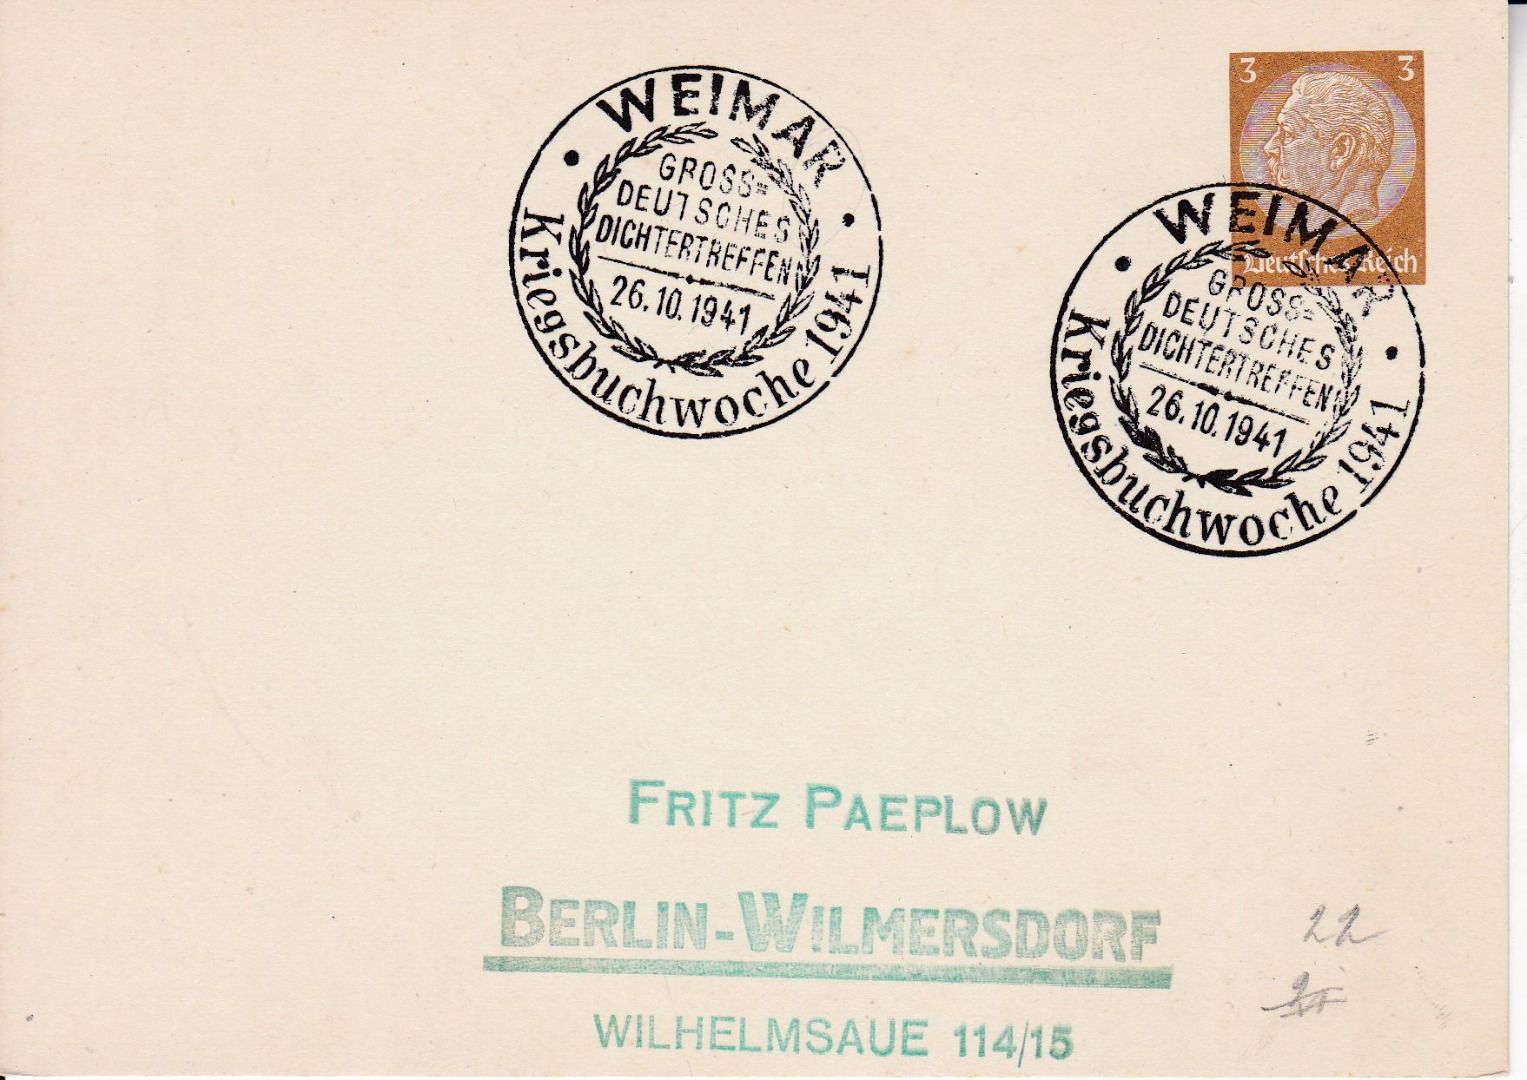 3 3
Deutsches Reich
WEIMAR
GROSS=
DEUTSCHES
DICHTERTREFFEN
26.10.1941
Kriegsbuchwoche 1941
WEIMAR
GROSS=
DEUTSCHES
DICHTERTREFFEN
26.10.1941
Kriegsbuchwoche 1941
FRITZ PAEPLOW
BERLIN-WILMERSDORF
WILHELMSAUE 114/15
22